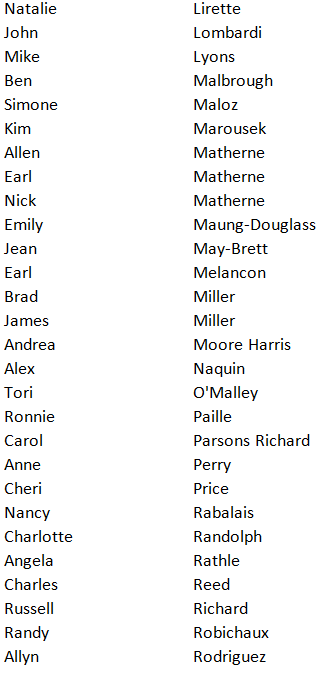 Natalie Lirette
John Lombardi
Mike Lyons
Ben Malbrough
Simone Maloz
Kim Marousek
Allen Matherne
Earl Matherne
Nick Matherne
Emily Maung-Douglass
Jean May-Brett
Earl Melancon
Brad Miller
James Miller
Andrea Moore Harris
Alex Naquin
Tori O'Malley
Ronnie Paille
Carol Parsons Richard
Anne Perry
Cheri Price
Nancy Rabalais
Charlotte Randolph
Angela Rathle
Charles Reed
Russell Richard
Randy Robichaux
Allyn Rodriguez